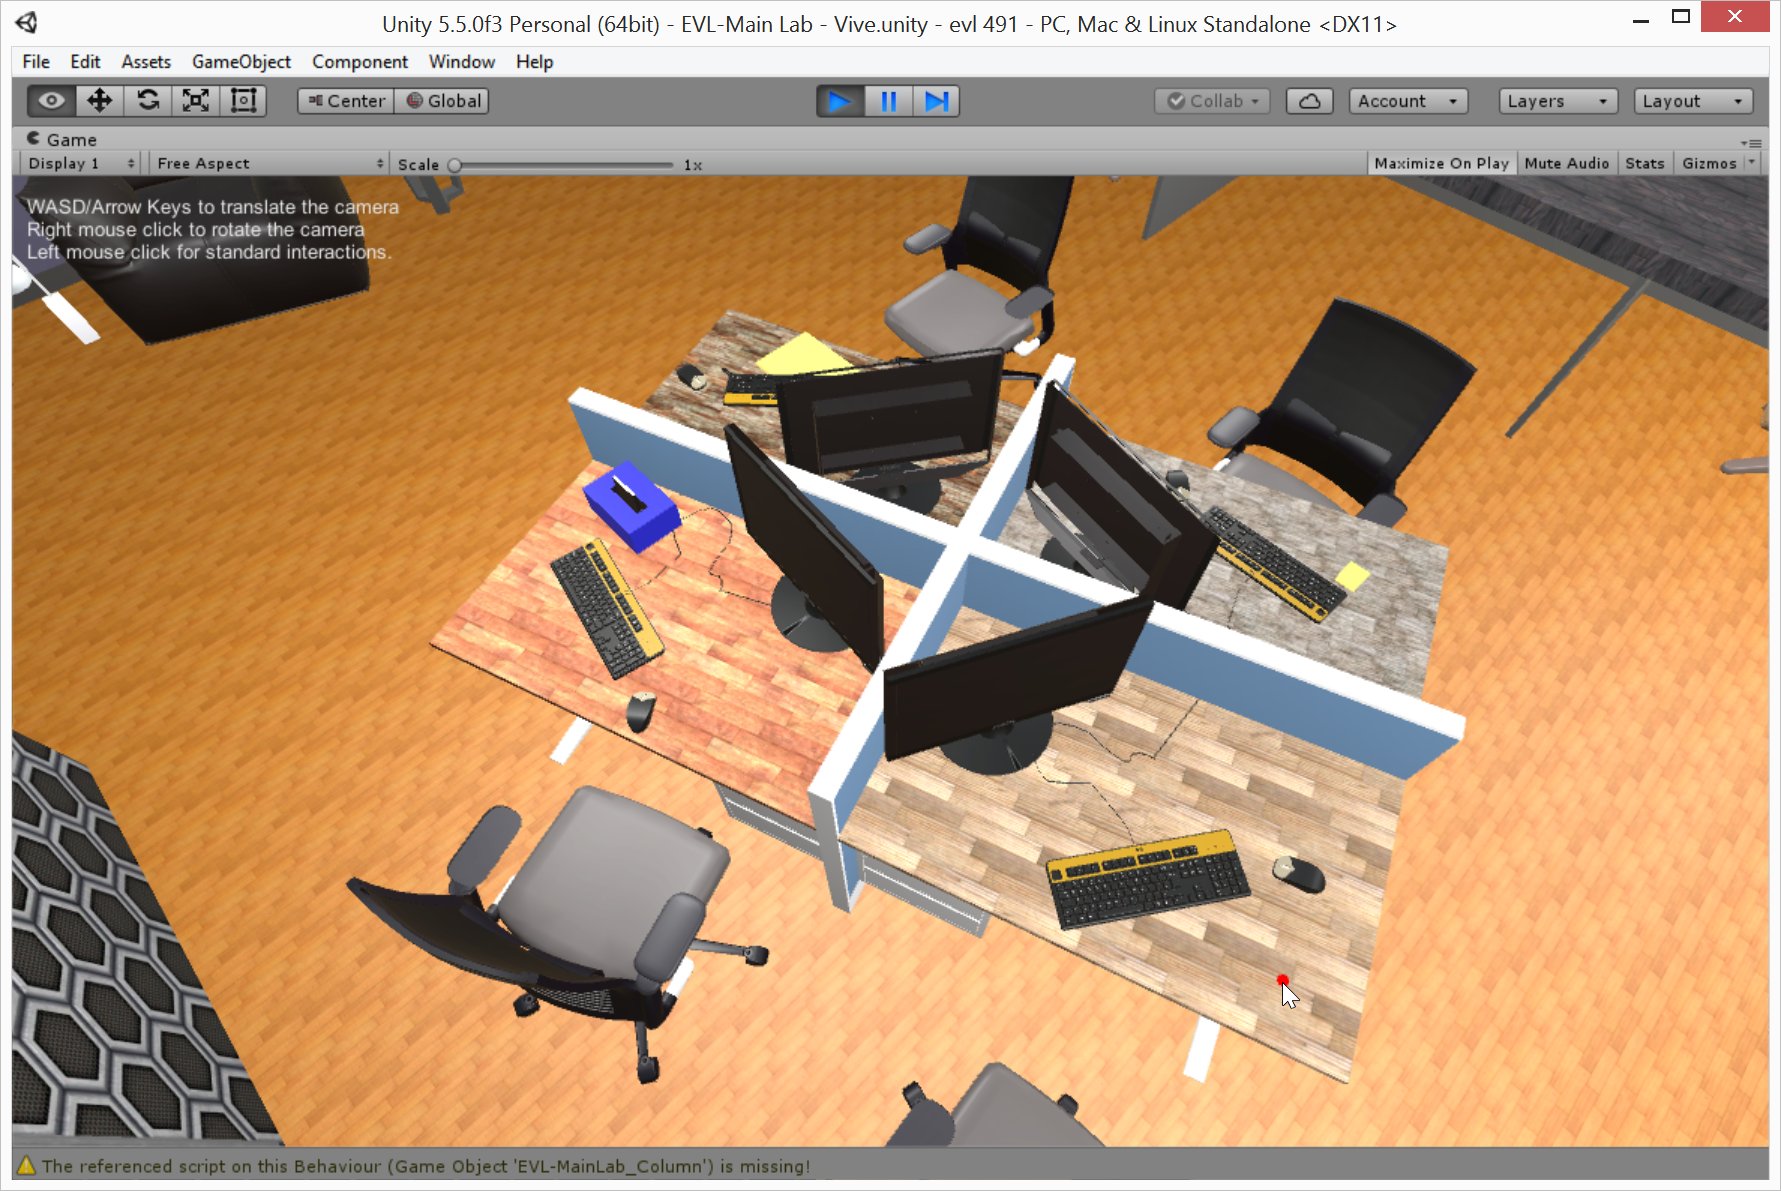 Unity 5.5.0f3 Personal (64bit) - EVL-Main Lab - Vive.unity - evl 491 - PC, Mac & Linux Standalone <DX11>
File Edit Assets GameObject Component Window Help
Center Global Collab Account Layers Layout
Game
Display 1 Free Aspect Scale 1x Maximize On Play Mute Audio Stats Gizmos
WASD/Arrow Keys to translate the camera
Right mouse click to rotate the camera
Left mouse click for standard interactions.
The referenced script on this Behaviour (Game Object 'EVL-MainLab_Column') is missing!